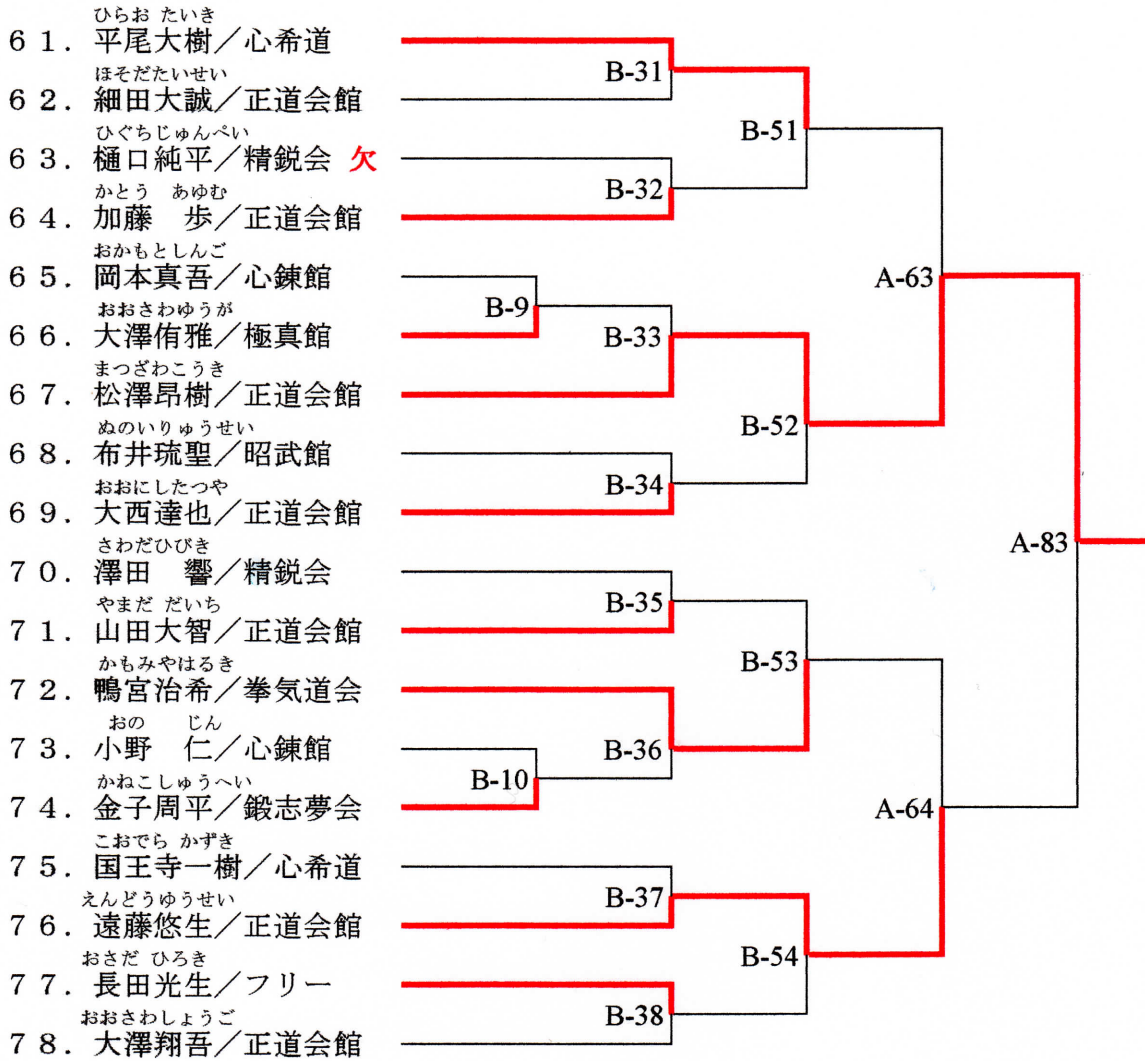 ひらお たいき
６１．平尾大樹／心希道
B-31
ほそだたいせい
６２．細田大誠／正道会館
B-51
ひぐちじゅんぺい
６３．樋口純平／精鋭会 欠
B-32
かとう あゆむ
６４．加藤 歩／正道会館
A-63
おかもとしんご
６５．岡本真吾／心錬館
B-9
おおさわゆうが
６６．大澤侑雅／極真館
B-33
まつざわこうき
６７．松澤昂樹／正道会館
B-52
ぬのいりゅうせい
６８．布井琉聖／昭武館
B-34
おおにしたつや
６９．大西達也／正道会館
A-83
さわだひびき
７０．澤田 響／精鋭会
B-35
やまだ だいち
７１．山田大智／正道会館
B-53
かもみやはるき
７２．鴨宮治希／拳気道会
B-36
おの じん
７３．小野 仁／心錬館
B-10
かねこしゅうへい
７４．金子周平／鍛志夢会
A-64
こおでら かずき
７５．国王寺一樹／心希道
B-37
えんどうゆうせい
７６．遠藤悠生／正道会館
B-54
おさだ ひろき
７７．長田光生／フリー
B-38
おおさわしょうご
７８．大澤翔吾／正道会館